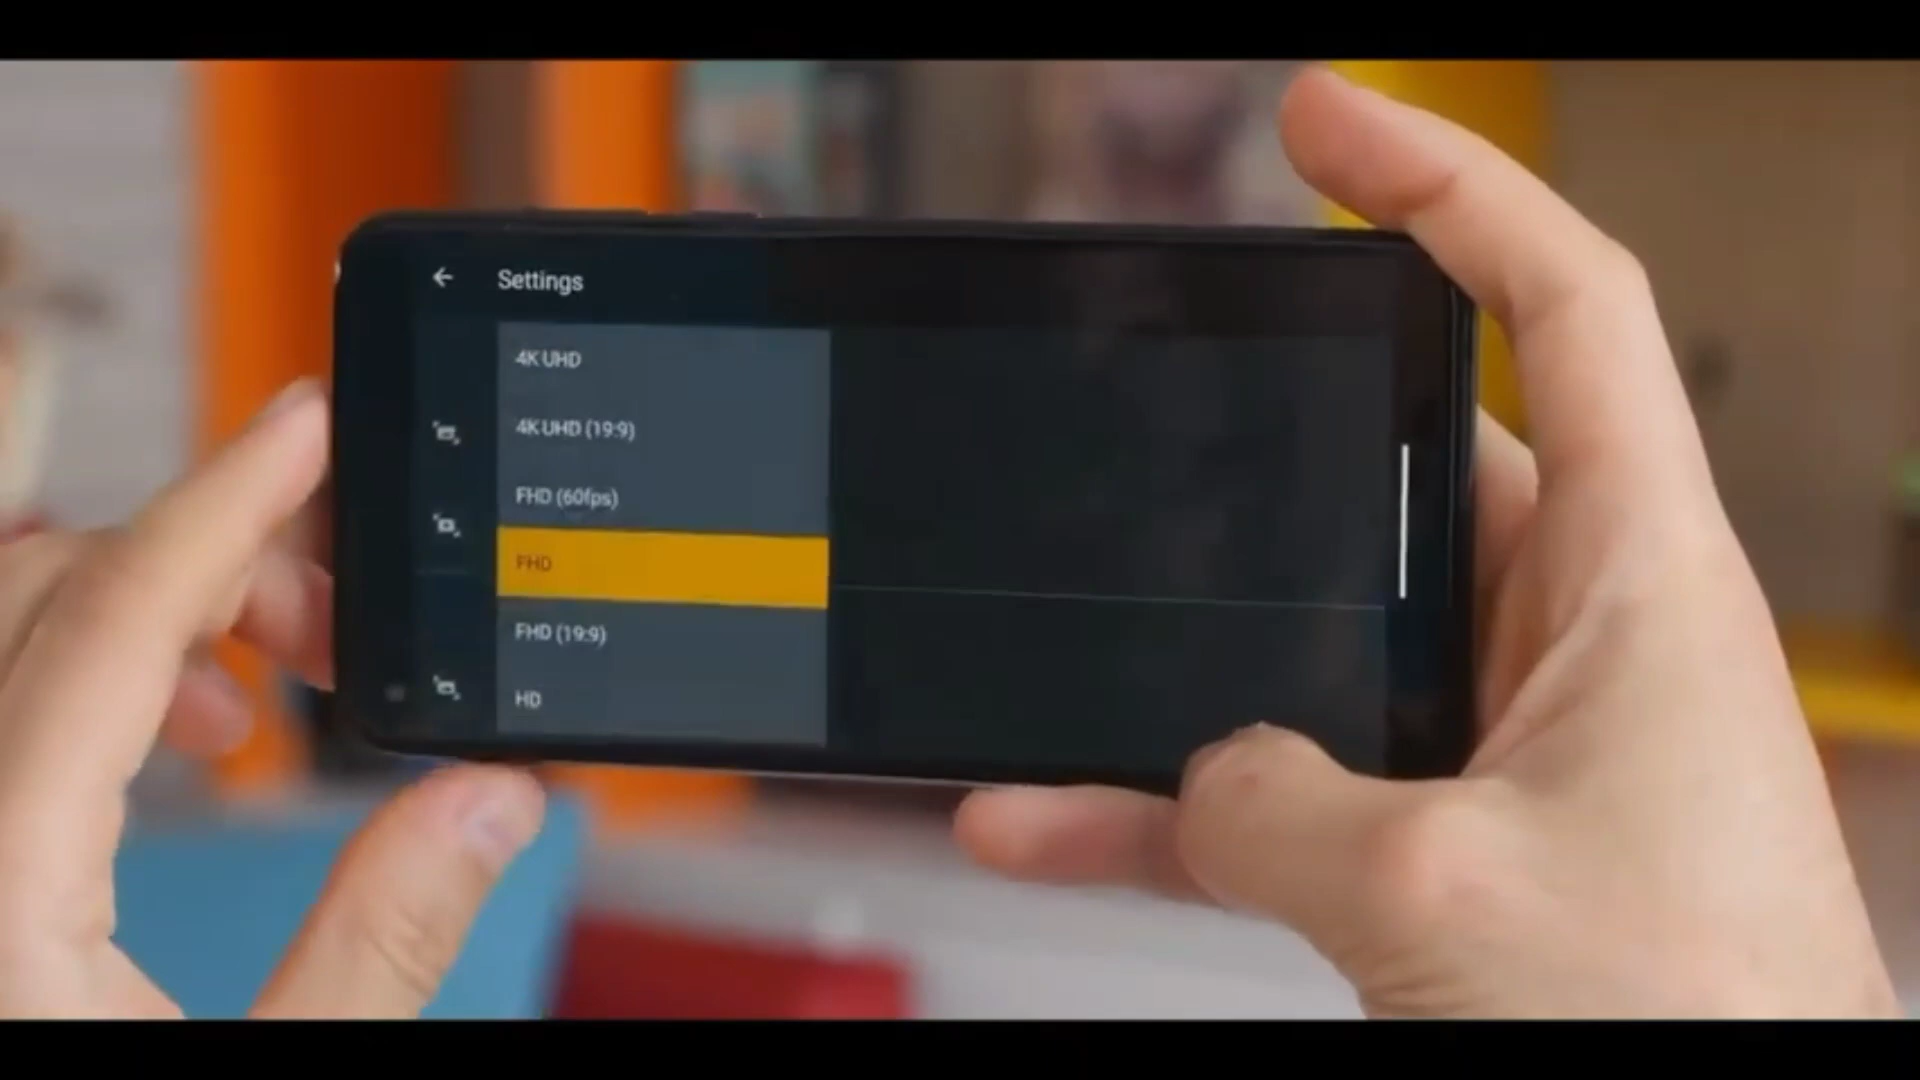 Settings
4K UHD
4K UHD (19:9)
FHD (60fps)
FHD
FHD (19:9)
HD